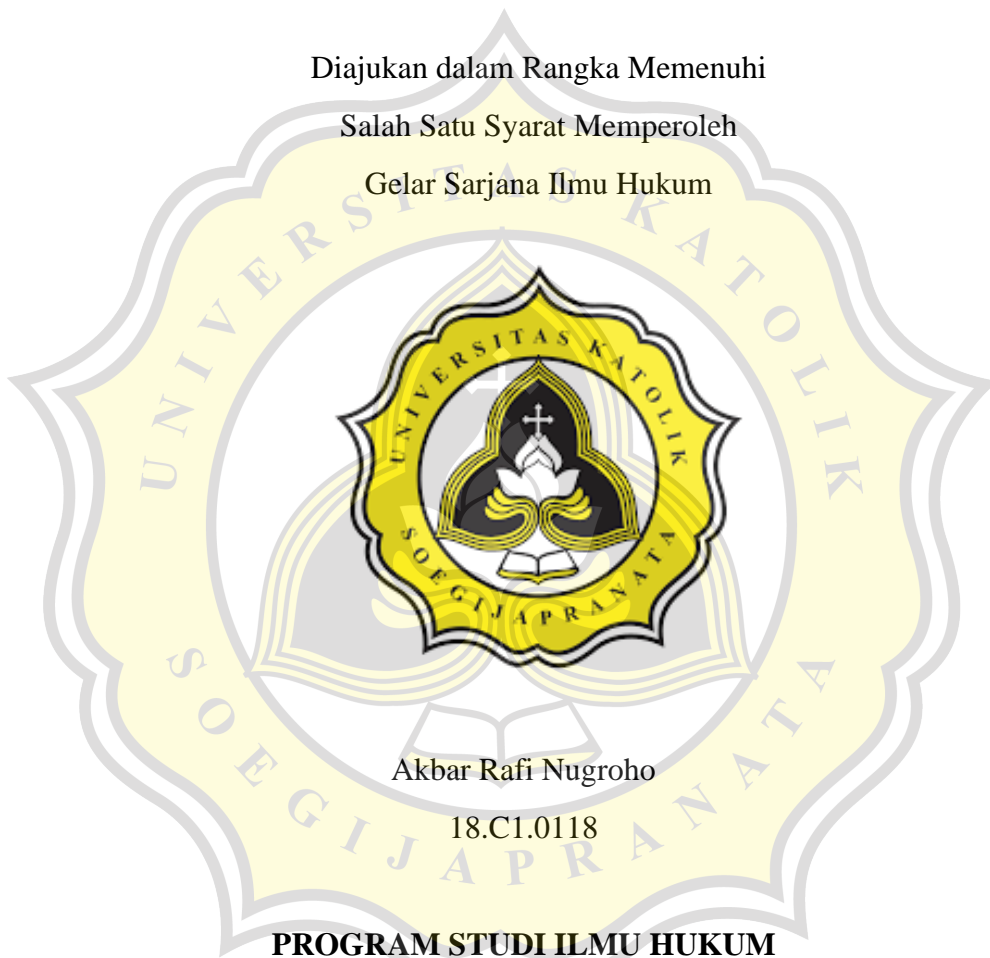 Diajukan dalam Rangka Memenuhi
Salah Satu Syarat Memperoleh
Gelar Sarjana Ilmu Hukum
UNIVERSITAS KATOLIK
SOEGIJAPRANATA
UNIVERSITAS KATOLIK
SOEGIJAPRANATA
Akbar Rafi Nugroho
18.C1.0118
PROGRAM STUDI ILMU HUKUM